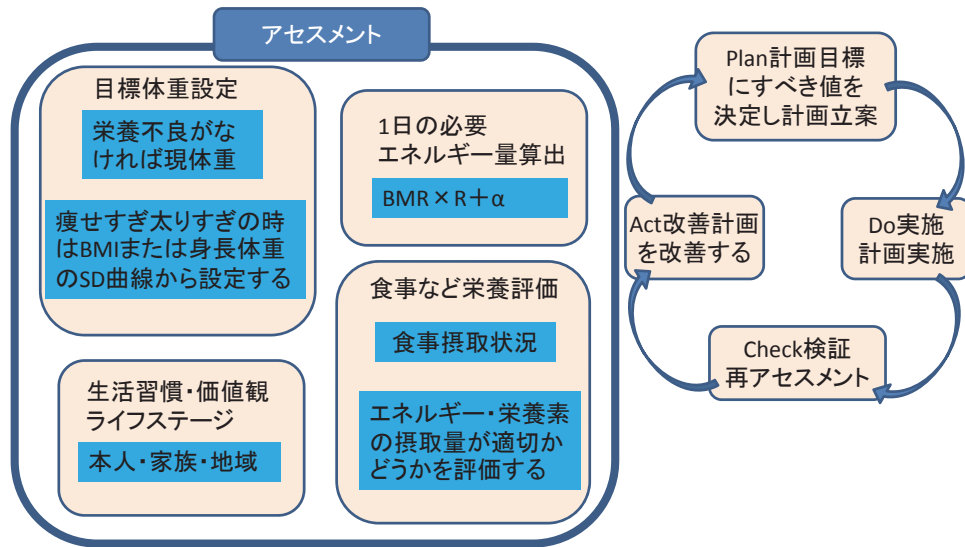 アセスメント
目標体重設定
栄養不良がな
ければ現体重
痩せすぎ太りすぎの時
はBMIまたは身長体重
のSD曲線から設定する
1日の必要
エネルギー量算出
BMR×R+α
食事など栄養評価
食事摂取状況
エネルギー・栄養素
の摂取量が適切か
どうかを評価する
生活習慣・価値観
ライフステージ
本人・家族・地域
Plan計画目標
にすべき値を
決定し計画立案
Do実施
計画実施
Check検証
再アセスメント
Act改善計画
を改善する